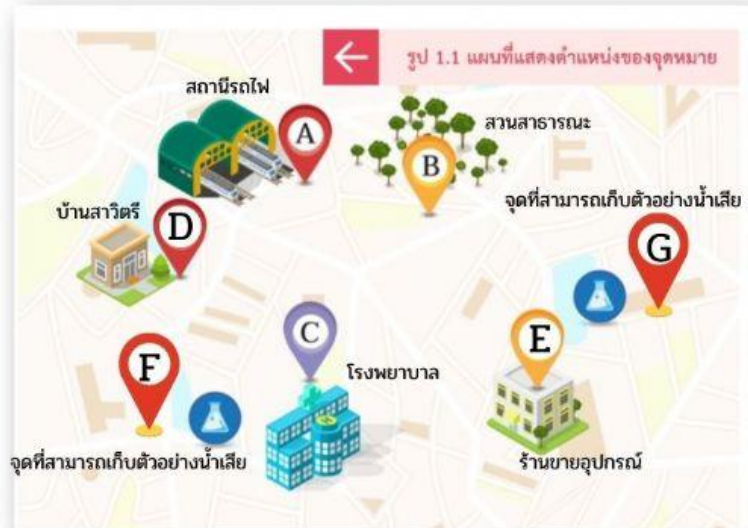 รูป 1.1 แผนที่แสดงตำแหน่งของจุดหมาย
สถานีรถไฟ
A
สวนสาธารณะ
B
บ้านสาวิตรี
D
จุดที่สามารถเก็บตัวอย่างน้ำเสีย
G
C
E
F
โรงพยาบาล
จุดที่สามารถเก็บตัวอย่างน้ำเสีย
ร้านขายอุปกรณ์